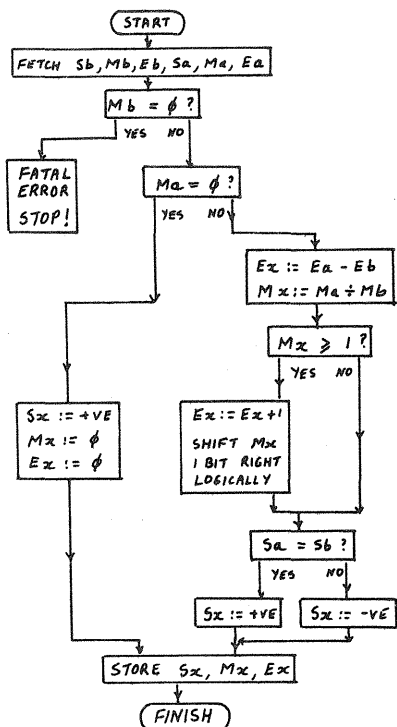 START
FETCH Sb, Mb, Eb, Sa, Ma, Ea
Mb = ϕ ?
YES NO
FATAL
ERROR
STOP!
Ma = ϕ ?
YES NO
Ex := Ea - Eb
Mx := Ma ÷ Mb
Mx ⩾ 1 ?
YES NO
Sx := +VE
Mx := ϕ
Ex := ϕ
Ex := Ex+1
SHIFT Mx
1 BIT RIGHT
LOGICALLY
Sa = Sb ?
YES NO
Sx := +VE
Sx := -VE
STORE Sx, Mx, Ex
FINISH